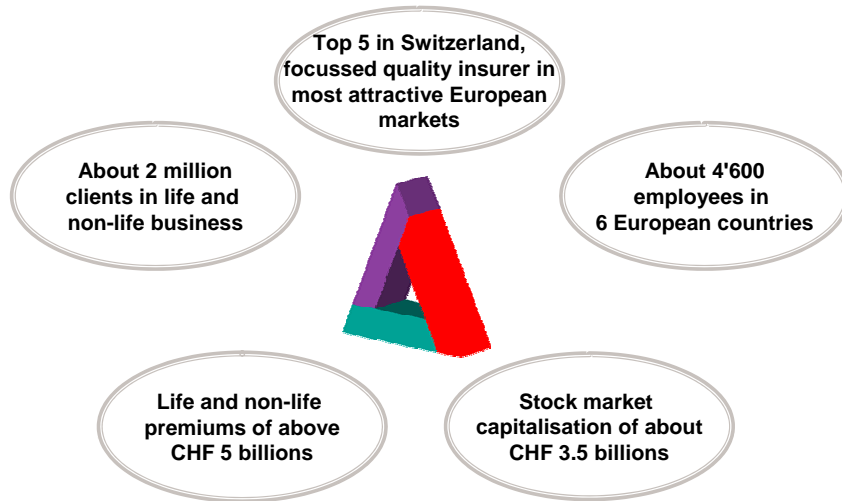 Top 5 in Switzerland,
focussed quality insurer in
most attractive European
markets
About 2 million
clients in life and
non-life business
About 4'600
employees in
6 European countries
Life and non-life
premiums of above
CHF 5 billions
Stock market
capitalisation of about
CHF 3.5 billions